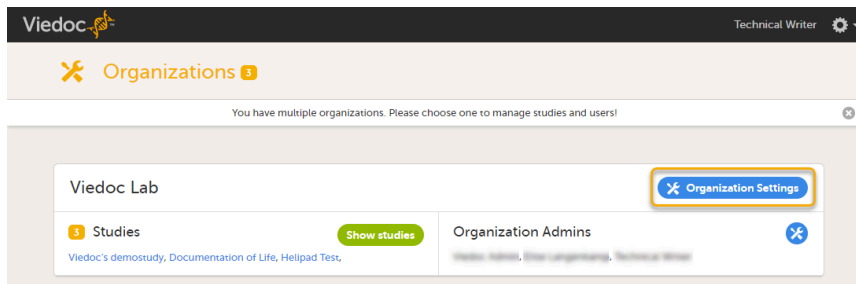 Viedoc
Technical Writer
Organizations 3
You have multiple organizations. Please choose one to manage studies and users!
Viedoc Lab
Organization Settings
3 Studies
Show studies
Organization Admins
Viedoc's demostudy, Documentation of Life, Helipad Test,